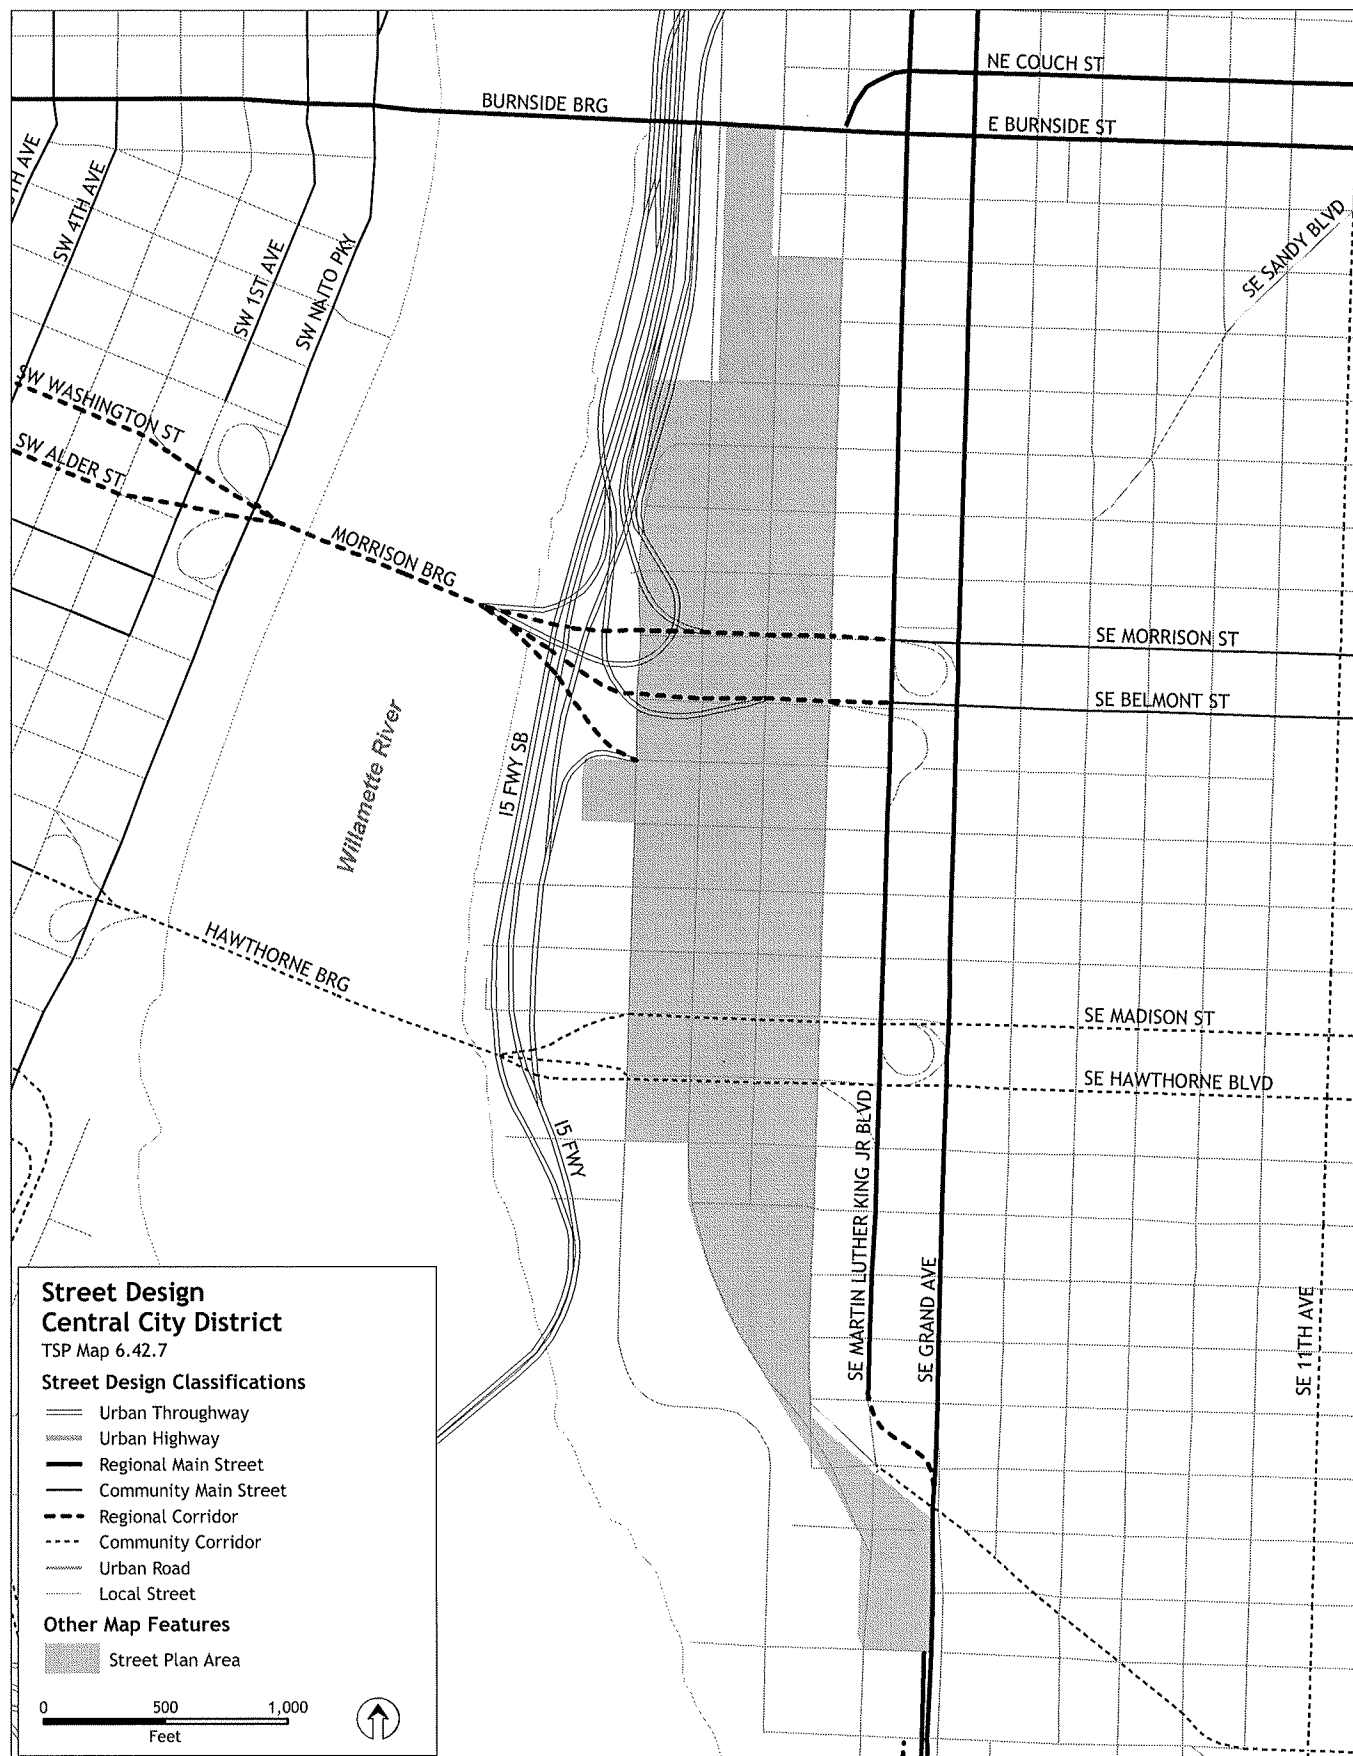 NE COUCH ST
BURNSIDE BRG
E BURNSIDE ST
TH AVE
SW 4TH AVE
SW 1ST AVE
SW NAITO PKY
SE SANDY BLVD
SW WASHINGTON ST
SW ALDER ST
MORRISON BRG
SE MORRISON ST
SE BELMONT ST
Willamette River
I5 FWY SB
HAWTHORNE BRG
SE MADISON ST
SE HAWTHORNE BLVD
I5 FWY
SE MARTIN LUTHER KING JR BLVD
SE GRAND AVE
SE 11TH AVE
Street Design
Central City District
TSP Map 6.42.7
Street Design Classifications
Urban Throughway
Urban Highway
Regional Main Street
Community Main Street
Regional Corridor
Community Corridor
Urban Road
Local Street
Other Map Features
Street Plan Area
0 500 1,000
Feet